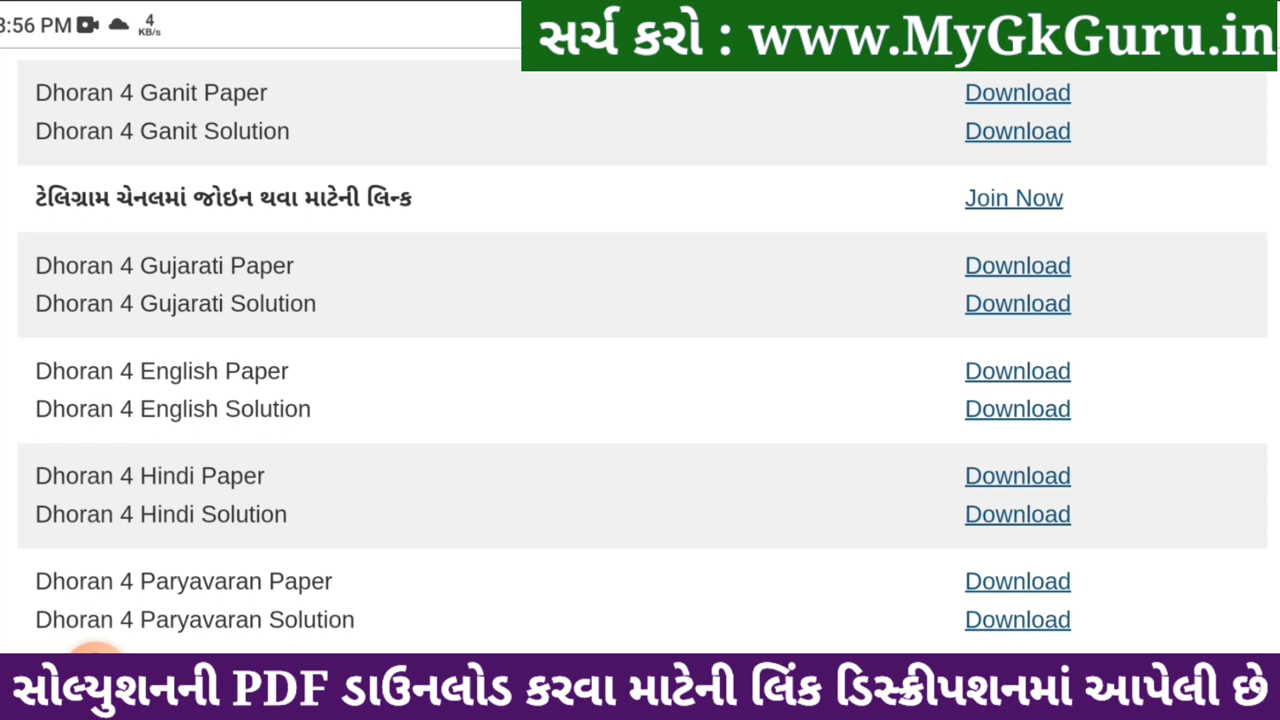 8:56 PM 4 KB/s
સર્ચ કરો : www.MyGkGuru.in
Dhoran 4 Ganit Paper Download
Dhoran 4 Ganit Solution Download
ટેલિગ્રામ ચેનલમાં જોઇન થવા માટેની લિન્ક Join Now
Dhoran 4 Gujarati Paper Download
Dhoran 4 Gujarati Solution Download
Dhoran 4 English Paper Download
Dhoran 4 English Solution Download
Dhoran 4 Hindi Paper Download
Dhoran 4 Hindi Solution Download
Dhoran 4 Paryavaran Paper Download
Dhoran 4 Paryavaran Solution Download
સોલ્યુશનની PDF ડાઉનલોડ કરવા માટેની લિંક ડિસ્ક્રીપશનમાં આપેલી છે